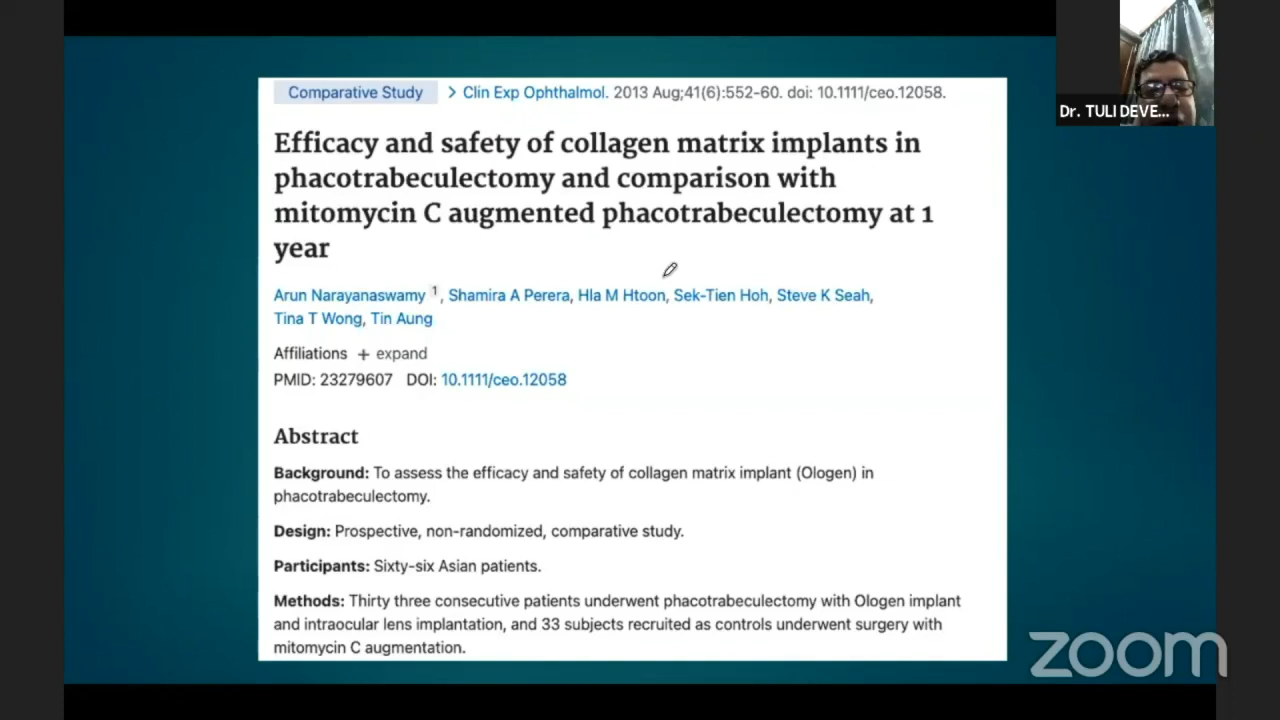 Comparative Study > Clin Exp Ophthalmol. 2013 Aug;41(6):552-60. doi: 10.1111/ceo.12058.
Efficacy and safety of collagen matrix implants in
phacotrabeculectomy and comparison with
mitomycin C augmented phacotrabeculectomy at 1
year
Arun Narayanaswamy 1, Shamira A Perera, Hla M Htoon, Sek-Tien Hoh, Steve K Seah,
Tina T Wong, Tin Aung
Affiliations + expand
PMID: 23279607 DOI: 10.1111/ceo.12058
Abstract
Background: To assess the efficacy and safety of collagen matrix implant (Ologen) in
phacotrabeculectomy.
Design: Prospective, non-randomized, comparative study.
Participants: Sixty-six Asian patients.
Methods: Thirty three consecutive patients underwent phacotrabeculectomy with Ologen implant
and intraocular lens implantation, and 33 subjects recruited as controls underwent surgery with
mitomycin C augmentation.
Dr. TULI DEVE...
zoom